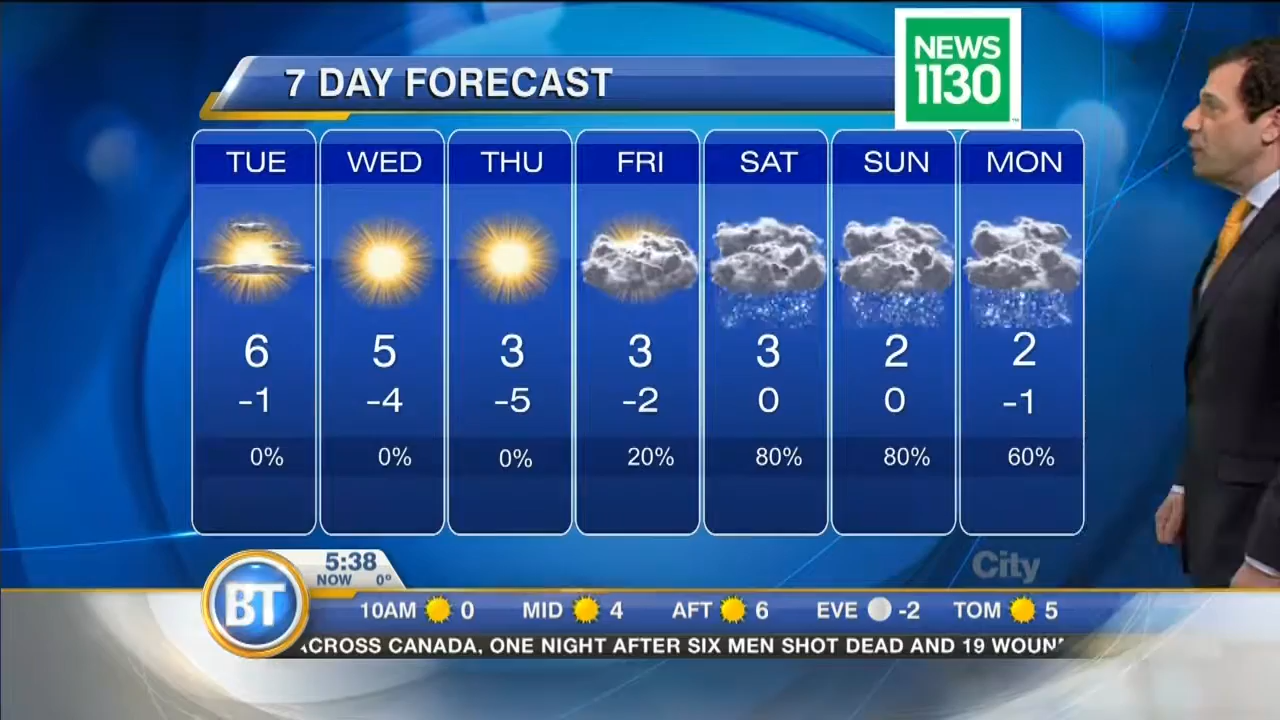 NEWS
1130
7 DAY FORECAST
TUE WED THU FRI SAT SUN MON
6 5 3 3 3 2 2
-1 -4 -5 -2 0 0 -1
0% 0% 0% 20% 80% 80% 60%
City
5:38
NOW 0°
BT
10AM 0 MID 4 AFT 6 EVE -2 TOM 5
ACROSS CANADA, ONE NIGHT AFTER SIX MEN SHOT DEAD AND 19 WOUN